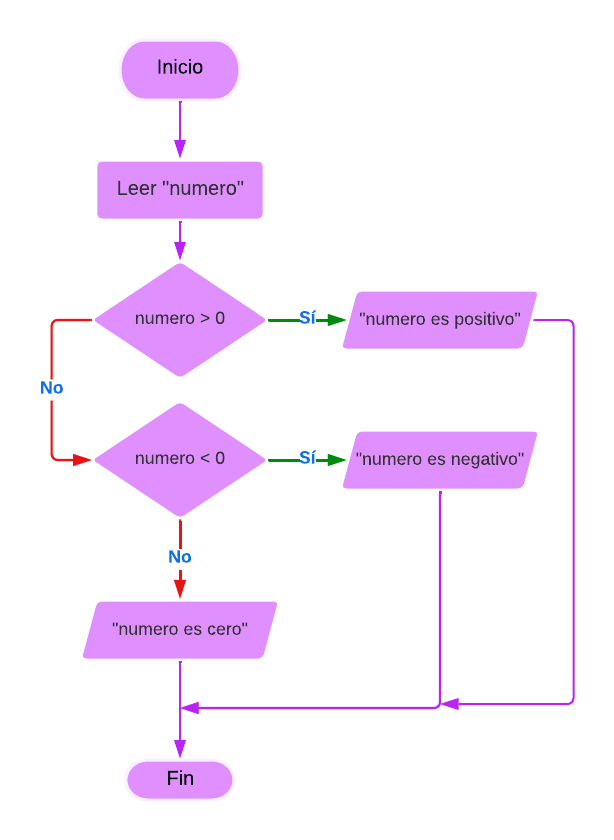 Inicio
Leer "numero"
numero > 0
Sí
"numero es positivo"
No
numero < 0
Sí
"numero es negativo"
No
"numero es cero"
Fin